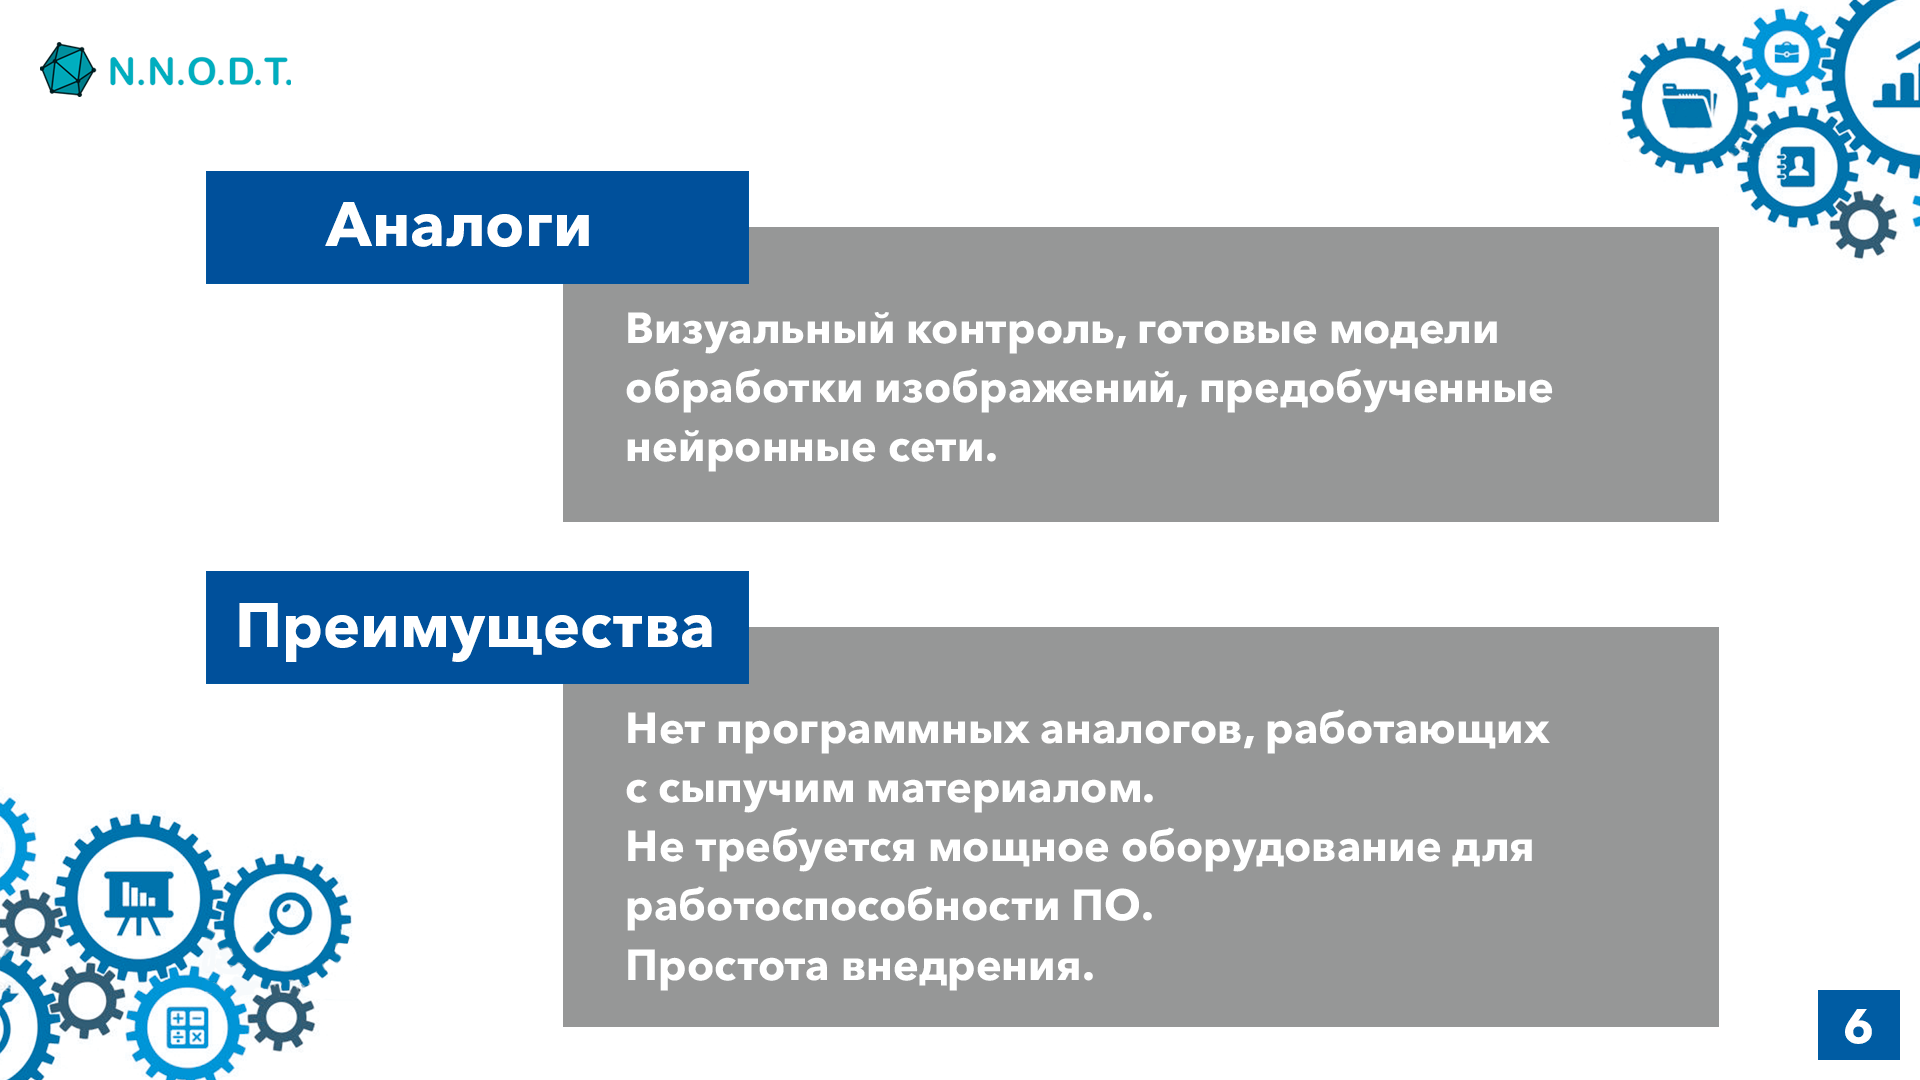 N.N.O.D.T.
Аналоги
Визуальный контроль, готовые модели
обработки изображений, предобученные
нейронные сети.
Преимущества
Нет программных аналогов, работающих
с сыпучим материалом.
Не требуется мощное оборудование для
работоспособности ПО.
Простота внедрения.
6